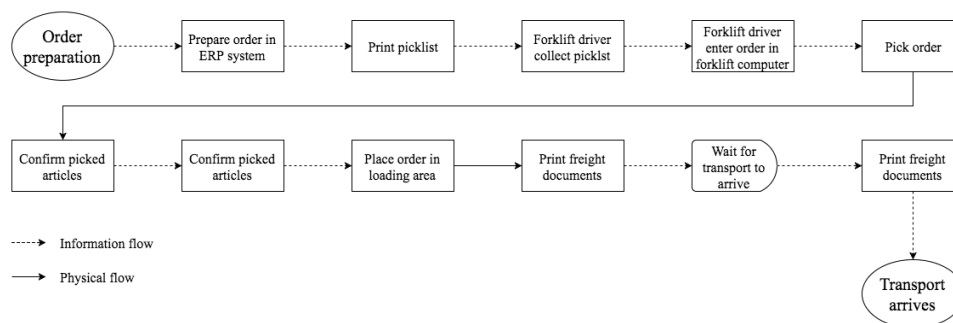 Order
preparation
Prepare order in
ERP system
Print picklist
Forklift driver
collect picklst
Forklift driver
enter order in
forklift computer
Pick order
Confirm picked
articles
Confirm picked
articles
Place order in
loading area
Print freight
documents
Wait for
transport to
arrive
Print freight
documents
Information flow
Physical flow
Transport
arrives